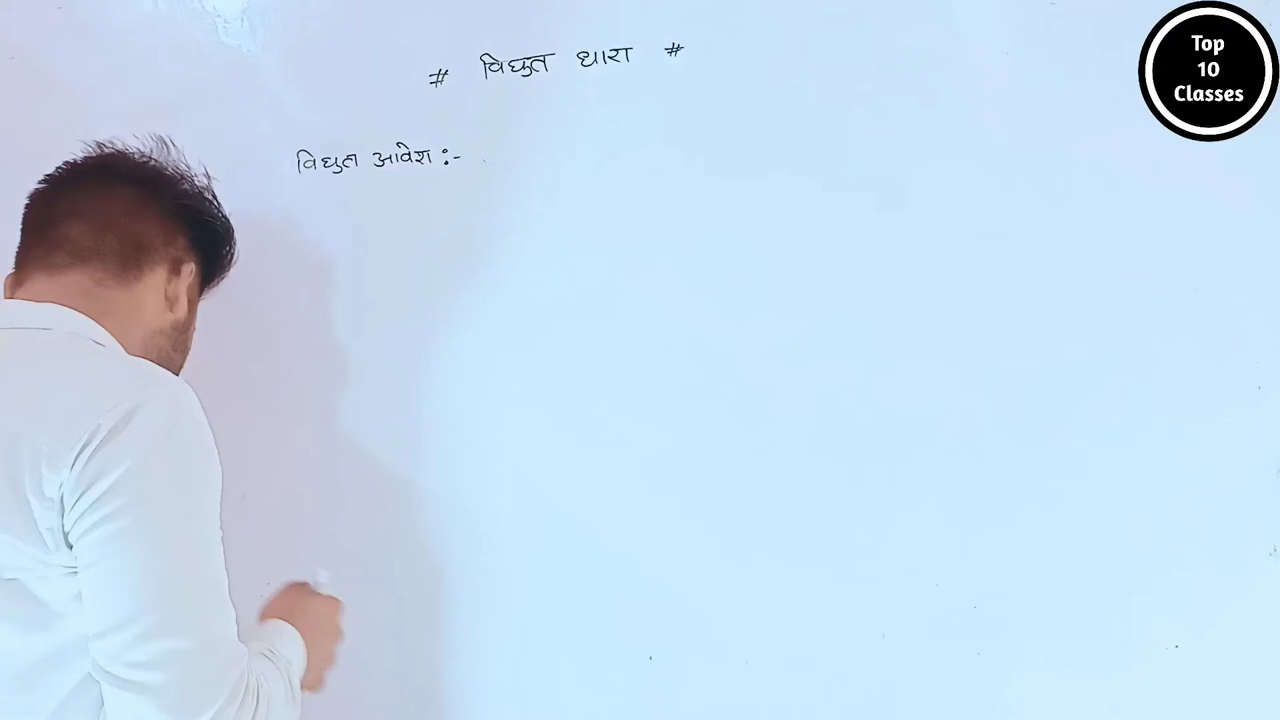 # विद्युत धारा #
विद्युत आवेश :-
Top
10
Classes